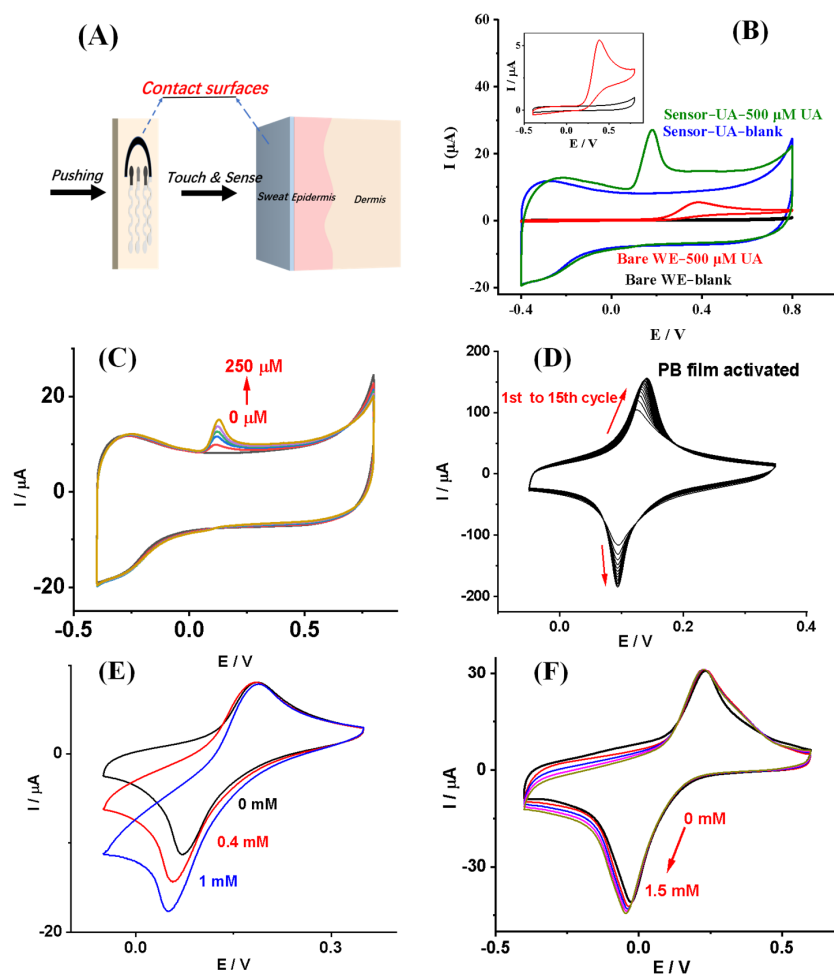 (A)
Contact surfaces
Pushing
Touch & Sense
Sweat
Epidermis
Dermis
(B)
60
40
20
0
-20
I (μA)
-0.4
0.0
0.4
0.8
E / V
5
0
I / μA
-0.4
0.0
0.4
E / V
Sensor-UA-500 μM UA
Sensor-UA-blank
Bare WE-500 μM UA
Bare WE-blank
(C)
250 μM
0 μM
20
0
-20
I / μA
-0.5
0.0
0.5
E / V
(D)
PB film activated
1st to 15th cycle
100
0
-100
-200
I / μA
0.0
0.2
0.4
E / V
(E)
0
-10
-20
I / μA
0 mM
0.4 mM
1 mM
0.0
0.3
E / V
(F)
30
0
-30
I / μA
0 mM
1.5 mM
-0.5
0.0
0.5
E / V